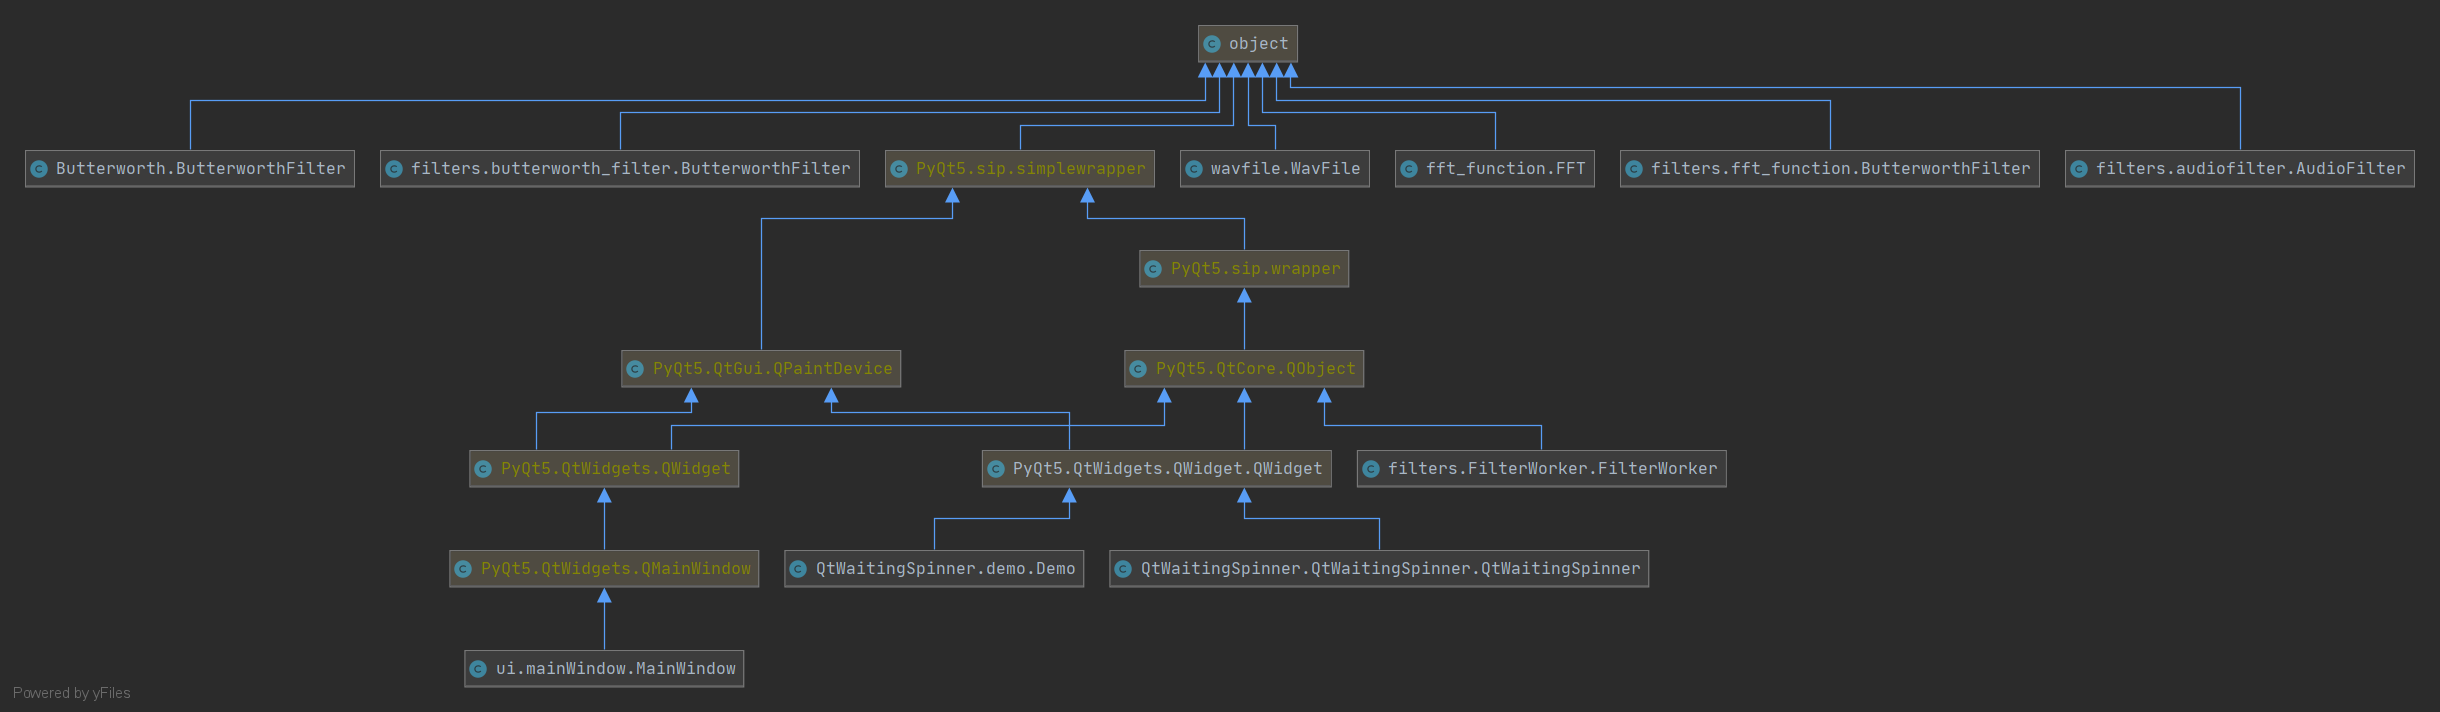 object
Butterworth.ButterworthFilter
filters.butterworth_filter.ButterworthFilter
PyQt5.sip.simplewrapper
wavfile.WavFile
fft_function.FFT
filters.fft_function.ButterworthFilter
filters.audiofilter.AudioFilter
PyQt5.sip.wrapper
PyQt5.QtGui.QPaintDevice
PyQt5.QtCore.QObject
PyQt5.QtWidgets.QWidget
PyQt5.QtWidgets.QWidget.QWidget
filters.FilterWorker.FilterWorker
PyQt5.QtWidgets.QMainWindow
QtWaitingSpinner.demo.Demo
QtWaitingSpinner.QtWaitingSpinner.QtWaitingSpinner
ui.mainWindow.MainWindow
Powered by yFiles